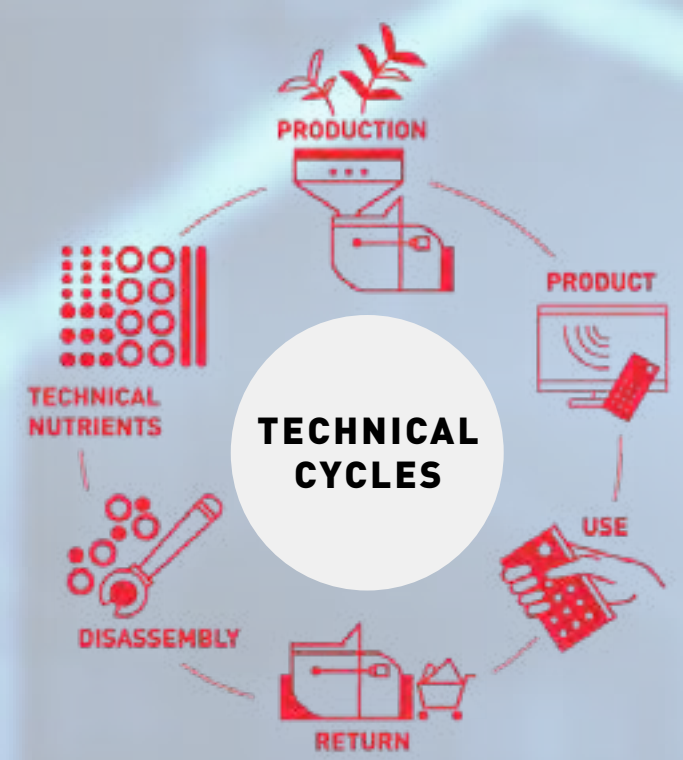 PRODUCTION
PRODUCT
TECHNICAL
NUTRIENTS
TECHNICAL
CYCLES
USE
DISASSEMBLY
RETURN